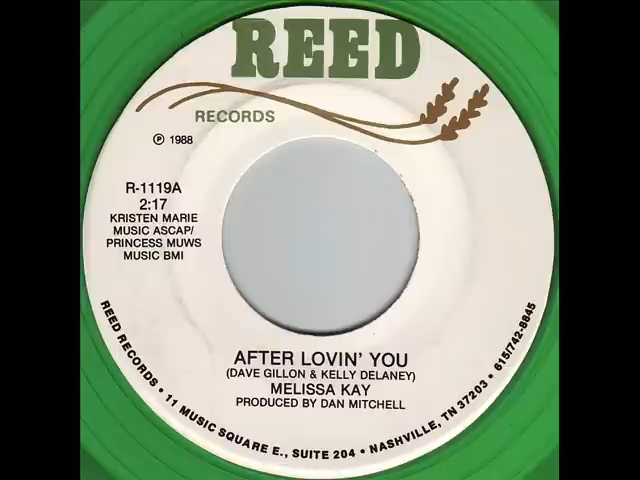 REED
RECORDS
℗ 1988
R-1119A
2:17
KRISTEN MARIE
MUSIC ASCAP/
PRINCESS MUWS
MUSIC BMI
AFTER LOVIN' YOU
(DAVE GILLON & KELLY DELANEY)
MELISSA KAY
PRODUCED BY DAN MITCHELL
REED RECORDS • 11 MUSIC SQUARE E., SUITE 204 • NASHVILLE, TN 37203 • 615/742-8845